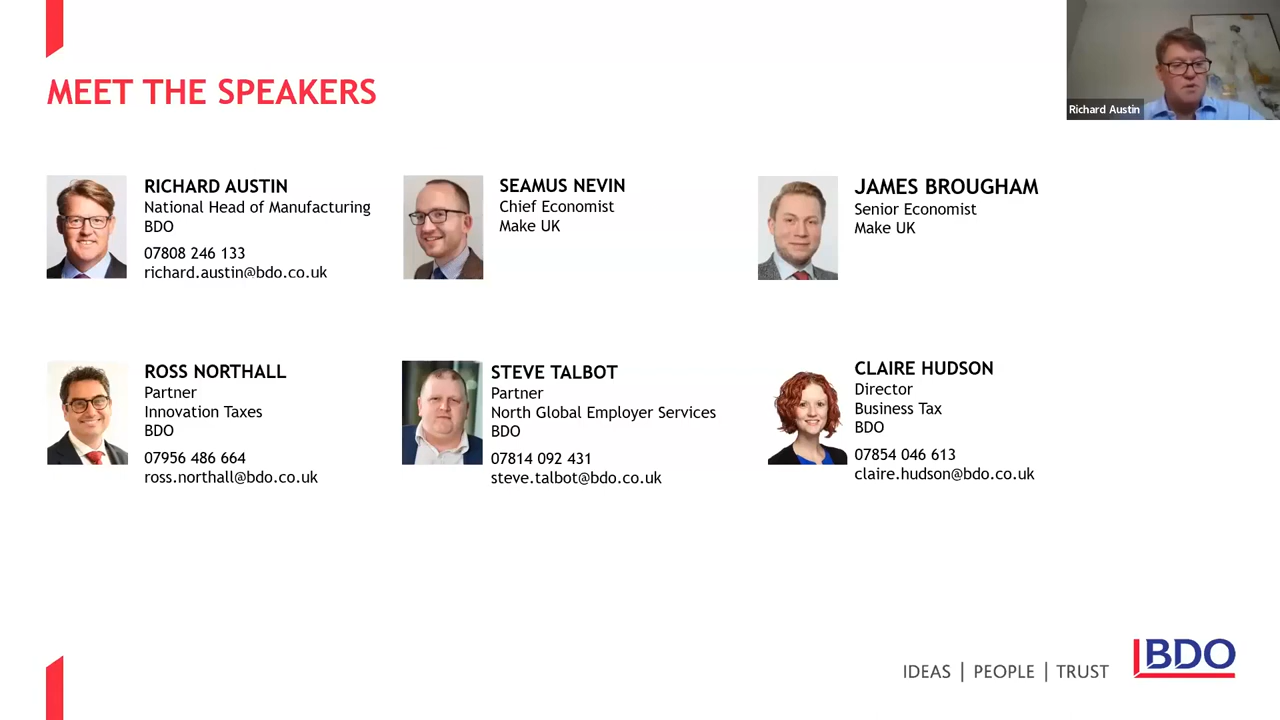 MEET THE SPEAKERS
Richard Austin
RICHARD AUSTIN
National Head of Manufacturing
BDO
07808 246 133
richard.austin@bdo.co.uk
SEAMUS NEVIN
Chief Economist
Make UK
JAMES BROUGHAM
Senior Economist
Make UK
ROSS NORTHALL
Partner
Innovation Taxes
BDO
07956 486 664
ross.northall@bdo.co.uk
STEVE TALBOT
Partner
North Global Employer Services
BDO
07814 092 431
steve.talbot@bdo.co.uk
CLAIRE HUDSON
Director
Business Tax
BDO
07854 046 613
claire.hudson@bdo.co.uk
IDEAS | PEOPLE | TRUST
BDO